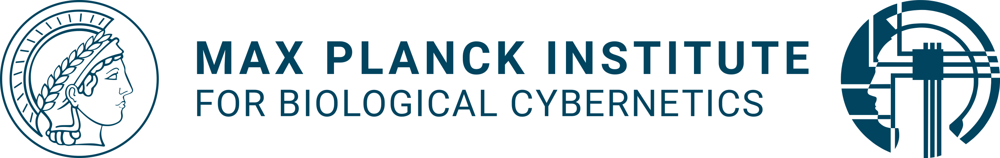 MAX PLANCK INSTITUTE
FOR BIOLOGICAL CYBERNETICS